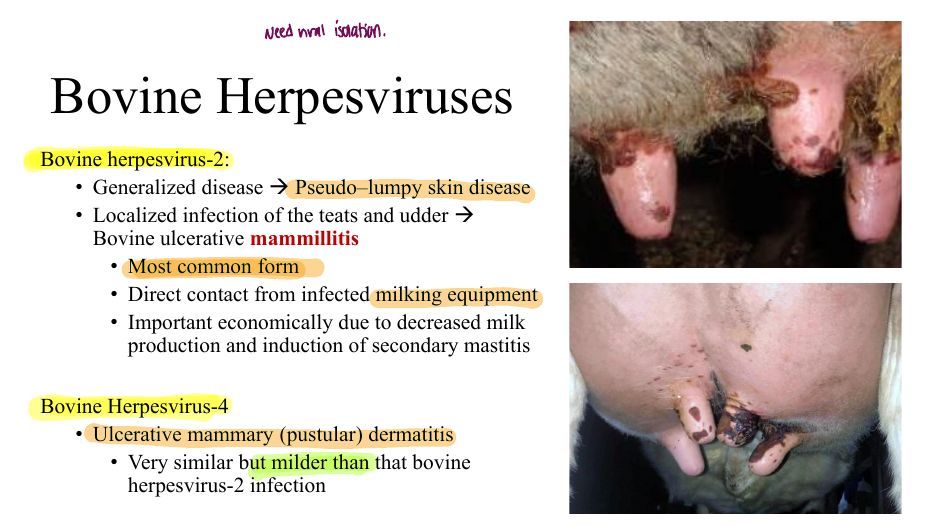 Need viral isolation.
Bovine Herpesviruses
Bovine herpesvirus-2:
• Generalized disease → Pseudo–lumpy skin disease
• Localized infection of the teats and udder →
Bovine ulcerative mammillitis
• Most common form
• Direct contact from infected milking equipment
• Important economically due to decreased milk
production and induction of secondary mastitis
Bovine Herpesvirus-4
• Ulcerative mammary (pustular) dermatitis
• Very similar but milder than that bovine
herpesvirus-2 infection